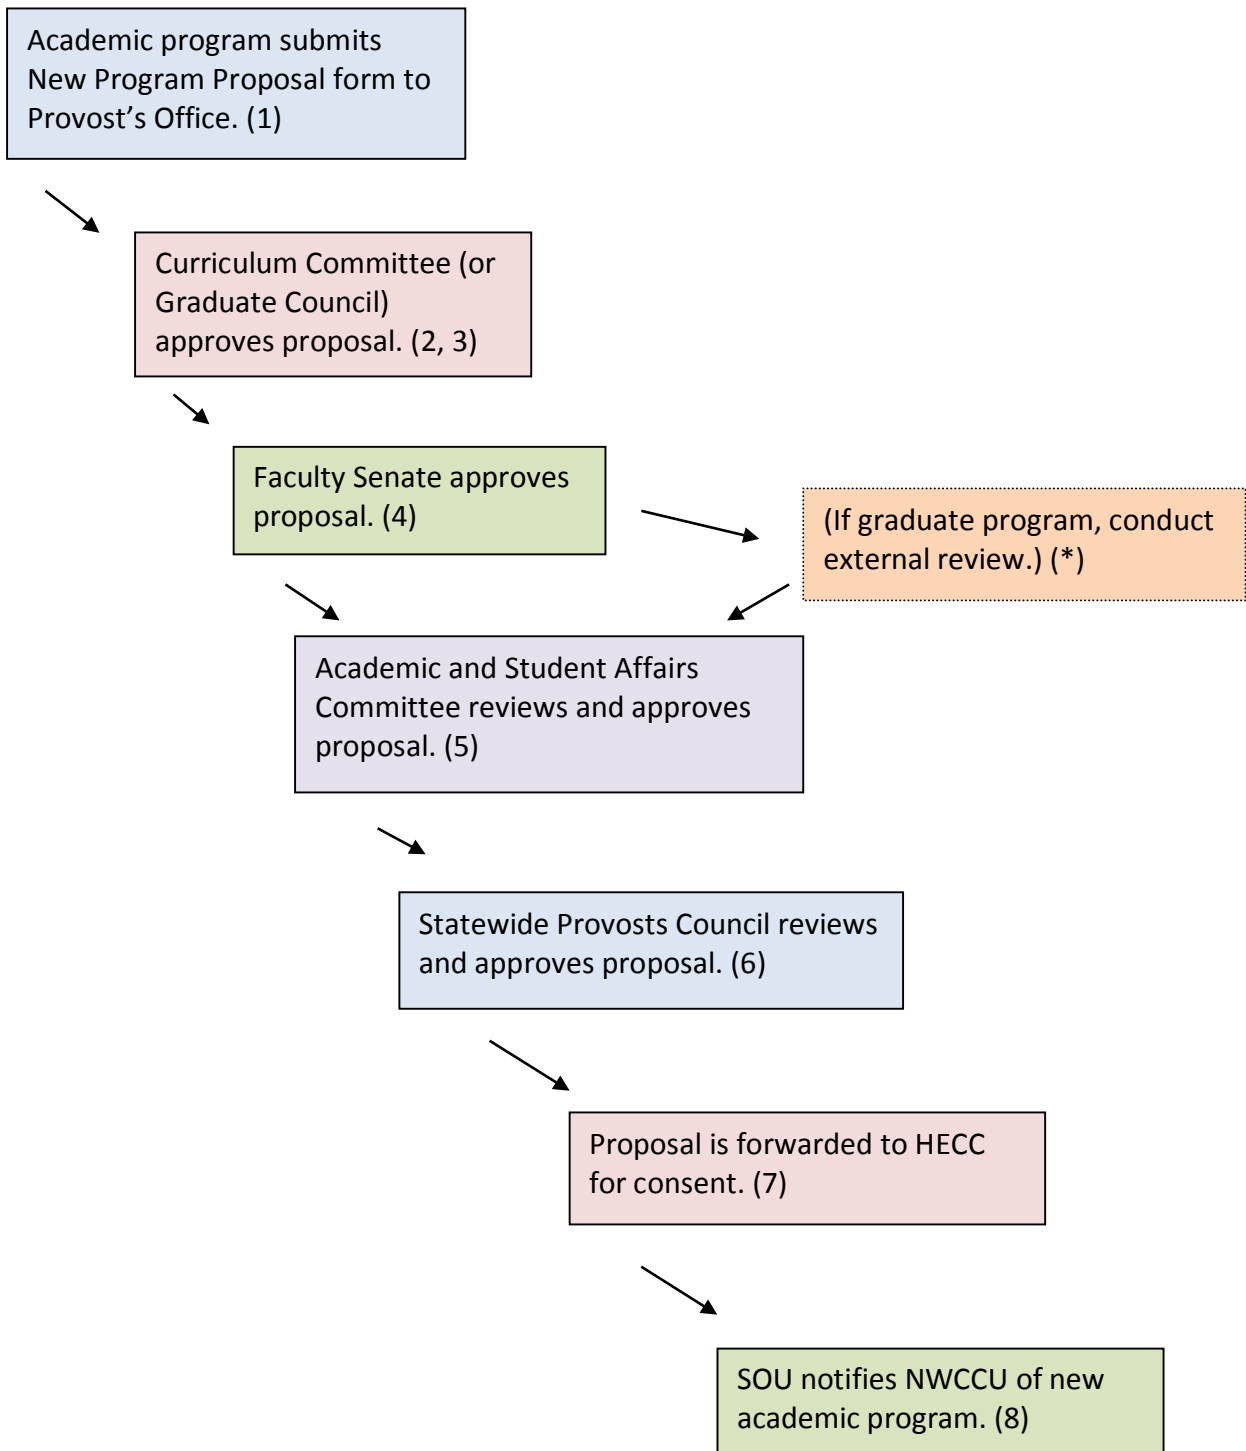 Academic program submits
New Program Proposal form to
Provost’s Office. (1)
Curriculum Committee (or
Graduate Council)
approves proposal. (2, 3)
Faculty Senate approves
proposal. (4)
(If graduate program, conduct
external review.) (*)
Academic and Student Affairs
Committee reviews and approves
proposal. (5)
Statewide Provosts Council reviews
and approves proposal. (6)
Proposal is forwarded to HECC
for consent. (7)
SOU notifies NWCCU of new
academic program. (8)